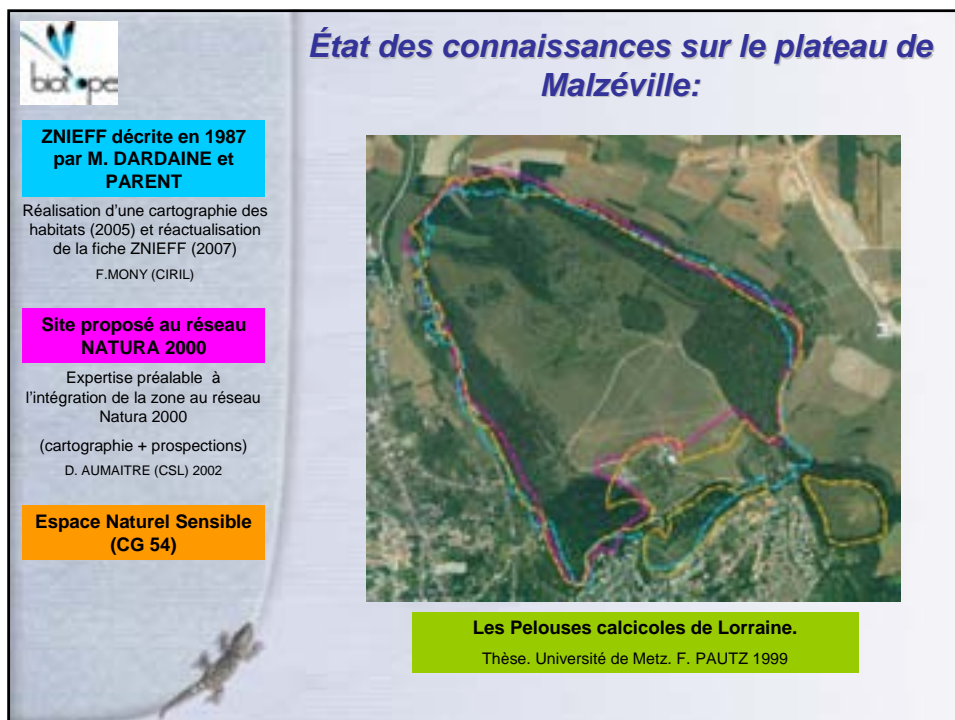 biotope
État des connaissances sur le plateau de
Malzéville:
ZNIEFF décrite en 1987
par M. DARDAINE et
PARENT
Réalisation d'une cartographie des
habitats (2005) et réactualisation
de la fiche ZNIEFF (2007)
F.MONY (CIRIL)
Site proposé au réseau
NATURA 2000
Expertise préalable à
l'intégration de la zone au réseau
Natura 2000
(cartographie + prospections)
D. AUMAITRE (CSL) 2002
Espace Naturel Sensible
(CG 54)
Les Pelouses calcicoles de Lorraine.
Thèse. Université de Metz. F. PAUTZ 1999